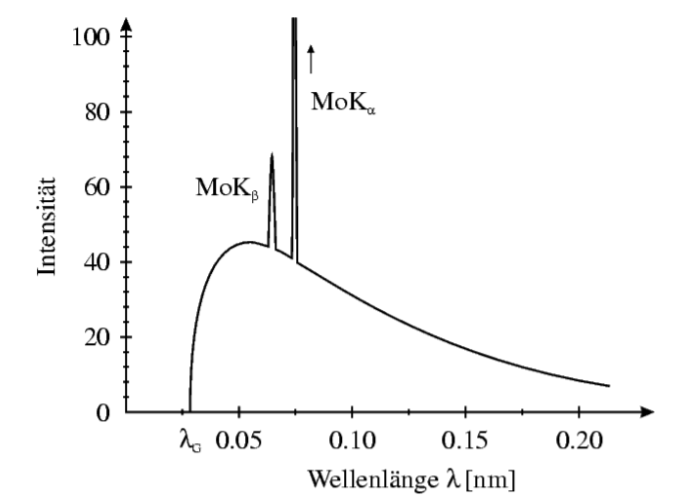 100
MoKα
80
MoKβ
60
Intensität
40
20
0
λG 0.05 0.10 0.15 0.20
Wellenlänge λ [nm]